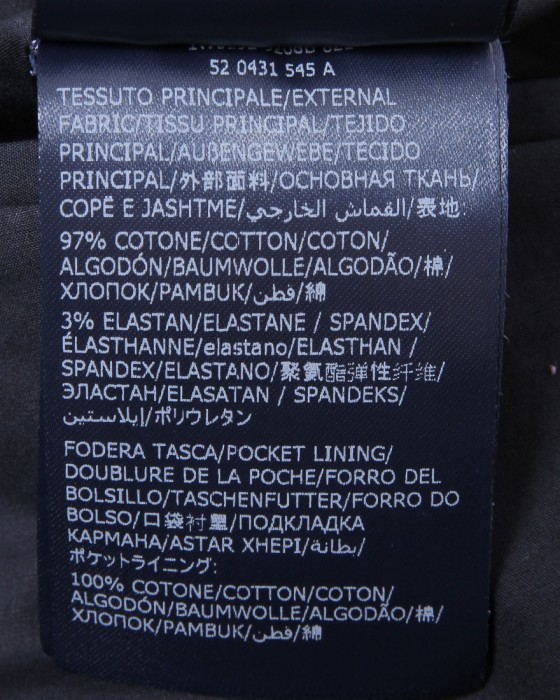 52 0431 545 A
TESSUTO PRINCIPALE/EXTERNAL
FABRIC/TISSU PRINCIPAL/TEJIDO
PRINCIPAL/AUßENGEWEBE/TECIDO
PRINCIPAL/外部面料/ОСНОВНАЯ ТКАНЬ/
COPË E JASHTME/القماش الخارجي/表地:
97% COTONE/COTTON/COTON/
ALGODÓN/BAUMWOLLE/ALGODÃO/棉/
ХЛОПОК/PAMBUK/قطن/綿
3% ELASTAN/ELASTANE / SPANDEX/
ÉLASTHANNE/elastano/ELASTHAN /
SPANDEX/ELASTANO/聚氨酯弹性纤维/
ЭЛАСТАН/ELASATAN / SPANDEKS/
إيلاستين/ポリウレタン
FODERA TASCA/POCKET LINING/
DOUBLURE DE LA POCHE/FORRO DEL
BOLSILLO/TASCHENFUTTER/FORRO DO
BOLSO/口袋衬里/ПОДКЛАДКА
КАРМАНА/ASTAR XHEPI/بطانة/
ポケットライニング:
100% COTONE/COTTON/COTON/
ALGODÓN/BAUMWOLLE/ALGODÃO/棉/
ХЛОПОК/PAMBUK/قطن/綿